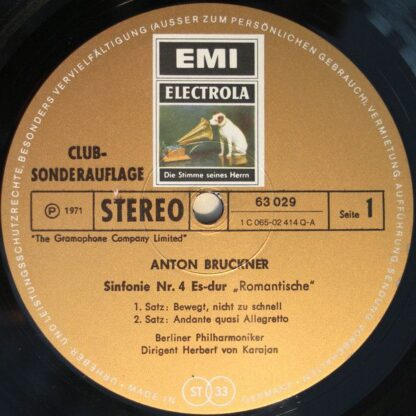 EMI
ELECTROLA
Die Stimme seines Herrn
CLUB-
SONDERAUFLAGE
Ⓟ 1971
STEREO
63 029
1 C 065-02 414 Q-A
Seite 1
"The Gramophone Company Limited"
ANTON BRUCKNER
Sinfonie Nr. 4 Es-dur „Romantische“
1. Satz: Bewegt, nicht zu schnell
2. Satz: Andante quasi Allegretto
Berliner Philharmoniker
Dirigent Herbert von Karajan
ST 33
MADE IN GERMANY
URHEBER- UND LEISTUNGSSCHUTZRECHTE, BESONDERS VERVIELFÄLTIGUNG (AUSSER ZUM PERSÖNLICHEN GEBRAUCH), VERMIETUNG, AUFFÜHRUNG, SENDUNG